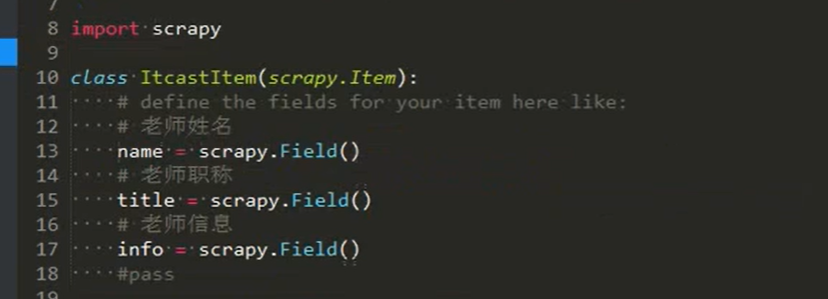 7
8 import scrapy
9
10 class ItcastItem(scrapy.Item):
11 # define the fields for your item here like:
12 # 老师姓名
13 name = scrapy.Field()
14 # 老师职称
15 title = scrapy.Field()
16 # 老师信息
17 info = scrapy.Field()
18 #pass
19